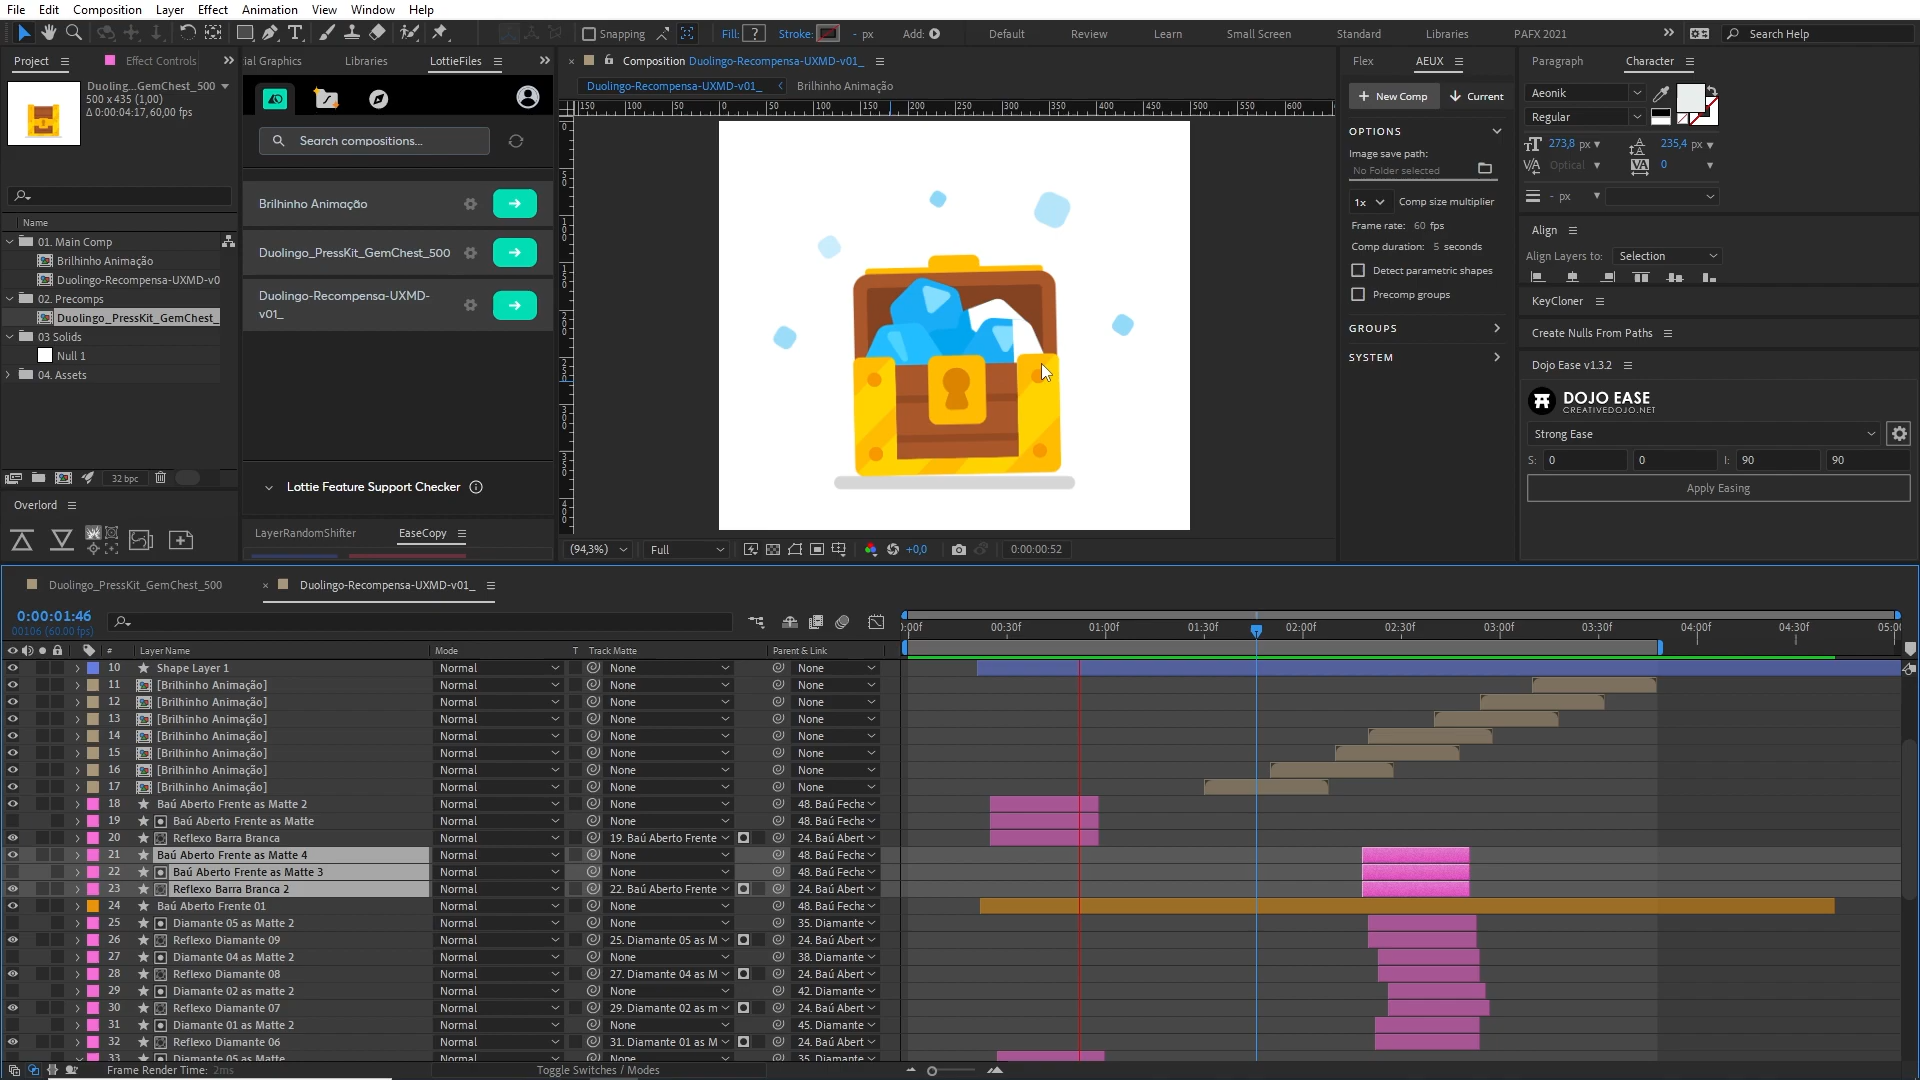 File Edit Composition Layer Effect Animation View Window Help
Snapping Fill: ? Stroke: - px Add: Default Review Learn Small Screen Standard Libraries PAFX 2021 Search Help
Project Effect Controls
Duoling...GemChest_500
500 x 435 (1,00)
Δ 0:00:04:17, 60,00 fps
Name
01. Main Comp
Brilhinho Animação
Duolingo-Recompensa-UXMD-v0
02. Precomps
Duolingo_PressKit_GemChest_
03 Solids
Null 1
04. Assets
32 bpc
Overlord
ial Graphics Libraries LottieFiles
Search compositions...
Brilhinho Animação
Duolingo_PressKit_GemChest_500
Duolingo-Recompensa-UXMD-
v01_
Lottie Feature Support Checker
LayerRandomShifter EaseCopy
Composition Duolingo-Recompensa-UXMD-v01_
Duolingo-Recompensa-UXMD-v01_ Brilhinho Animação
150 100 50 0 50 100 150 200 250 300 350 400 450 500 550 600
(94,3%) Full +0,0 0:00:00:52
Flex AEUX
New Comp Current
OPTIONS
Image save path:
No Folder selected
1x Comp size multiplier
Frame rate: 60 fps
Comp duration: 5 seconds
Detect parametric shapes
Precomp groups
GROUPS
SYSTEM
Paragraph Character
Aeonik
Regular
273,8 px 235,4 px
Optical 0
- px
Align
Align Layers to: Selection
KeyCloner
Create Nulls From Paths
Dojo Ease v1.3.2
DOJO EASE
CREATIVEDOJO.NET
Strong Ease
S: 0 0 I: 90 90
Apply Easing
Duolingo_PressKit_GemChest_500 Duolingo-Recompensa-UXMD-v01_
0:00:01:46
00106 (60.00 fps)
):00f 00:30f 01:00f 01:30f 02:00f 02:30f 03:00f 03:30f 04:00f 04:30f 05:00
# Layer Name Mode T Track Matte Parent & Link
10 Shape Layer 1 Normal None None
11 [Brilhinho Animação] Normal None None
12 [Brilhinho Animação] Normal None None
13 [Brilhinho Animação] Normal None None
14 [Brilhinho Animação] Normal None None
15 [Brilhinho Animação] Normal None None
16 [Brilhinho Animação] Normal None None
17 [Brilhinho Animação] Normal None None
18 Baú Aberto Frente as Matte 2 Normal None 48. Baú Fecha
19 Baú Aberto Frente as Matte Normal None 48. Baú Fecha
20 Reflexo Barra Branca Normal 19. Baú Aberto Frente 24. Baú Abert
21 Baú Aberto Frente as Matte 4 Normal None 48. Baú Fecha
22 Baú Aberto Frente as Matte 3 Normal None 48. Baú Fecha
23 Reflexo Barra Branca 2 Normal 22. Baú Aberto Frente 24. Baú Abert
24 Baú Aberto Frente 01 Normal None 48. Baú Fecha
25 Diamante 05 as Matte 2 Normal None 35. Diamante
26 Reflexo Diamante 09 Normal 25. Diamante 05 as M 24. Baú Abert
27 Diamante 04 as Matte 2 Normal None 38. Diamante
28 Reflexo Diamante 08 Normal 27. Diamante 04 as M 24. Baú Abert
29 Diamante 02 as matte 2 Normal None 42. Diamante
30 Reflexo Diamante 07 Normal 29. Diamante 02 as m 24. Baú Abert
31 Diamante 01 as Matte 2 Normal None 45. Diamante
32 Reflexo Diamante 06 Normal 31. Diamante 01 as M 24. Baú Abert
33 Diamante 05 as Matte Normal None 35. Diamante
Frame Render Time: 2ms Toggle Switches / Modes